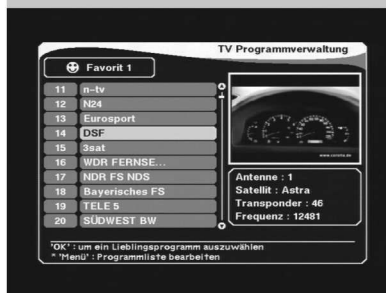 TV Programmverwaltung
Favorit 1
11 n-tv
12 N24
13 Eurosport
14 DSF
15 3sat
16 WDR FERNSE...
17 NDR FS NDS
18 Bayerisches FS
19 TELE 5
20 SÜDWEST BW
Antenne : 1
Satellit : Astra
Transponder : 46
Frequenz : 12481
'OK' : um ein Lieblingsprogramm auszuwählen
* 'Menü' : Programmliste bearbeiten